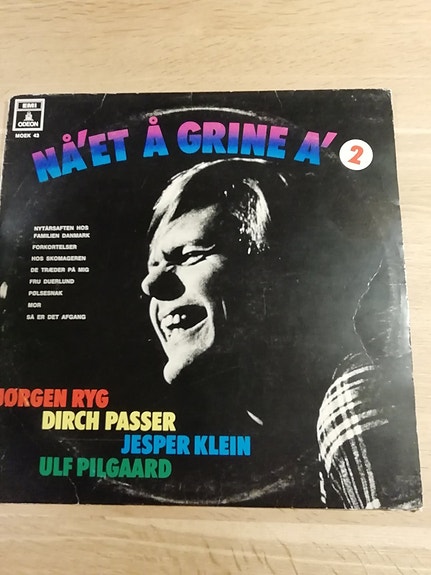 EMI
ODEON
MOEK 43
NÅ'ET Å GRINE A' 2
NYTÅRSAFTEN HOS
FAMILIEN DANMARK
FORKORTELSER
HOS SKOMAGEREN
DE TRÆDER PÅ MIG
FRU DUERLUND
PØLSESNAK
MOR
SÅ ER DET AFGANG
JØRGEN RYG
DIRCH PASSER
JESPER KLEIN
ULF PILGAARD